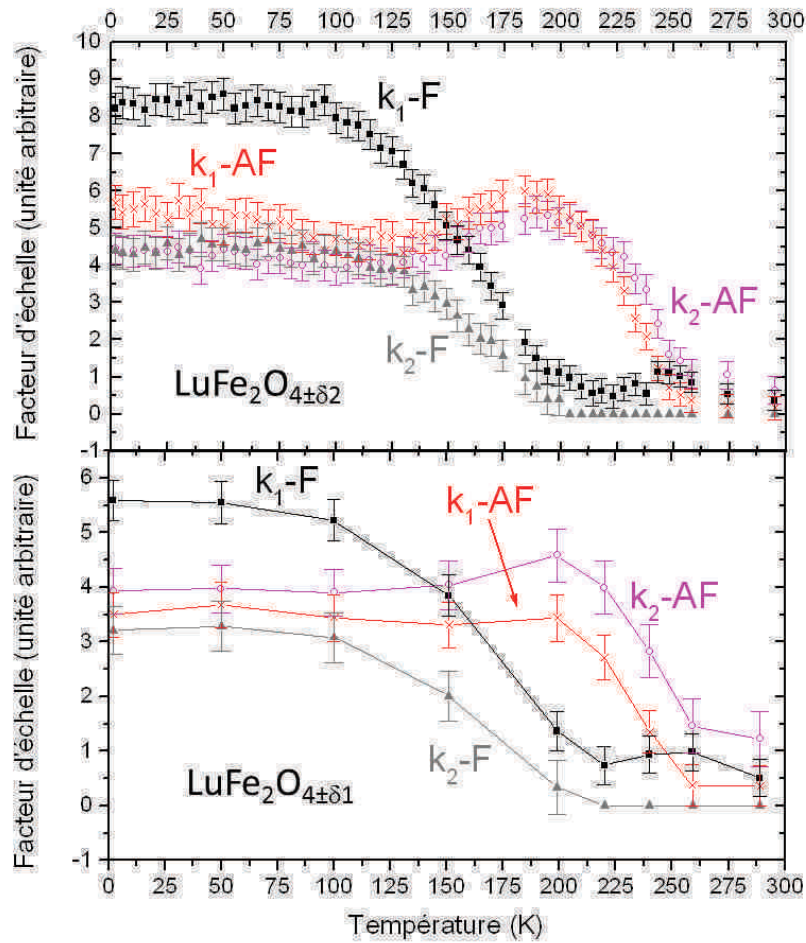 0 25 50 75 100 125 150 175 200 225 250 275 300
Facteur d'échelle (unité arbitraire)
10
9
8
7
6
5
4
3
2
1
0
-1
k₁-F
k₁-AF
k₂-AF
k₂-F
LuFe₂O₄±δ2
Facteur d'échelle (unité arbitraire)
6
5
4
3
2
1
0
-1
k₁-F
k₁-AF
k₂-AF
k₂-F
LuFe₂O₄±δ1
0 25 50 75 100 125 150 175 200 225 250 275 300
Température (K)